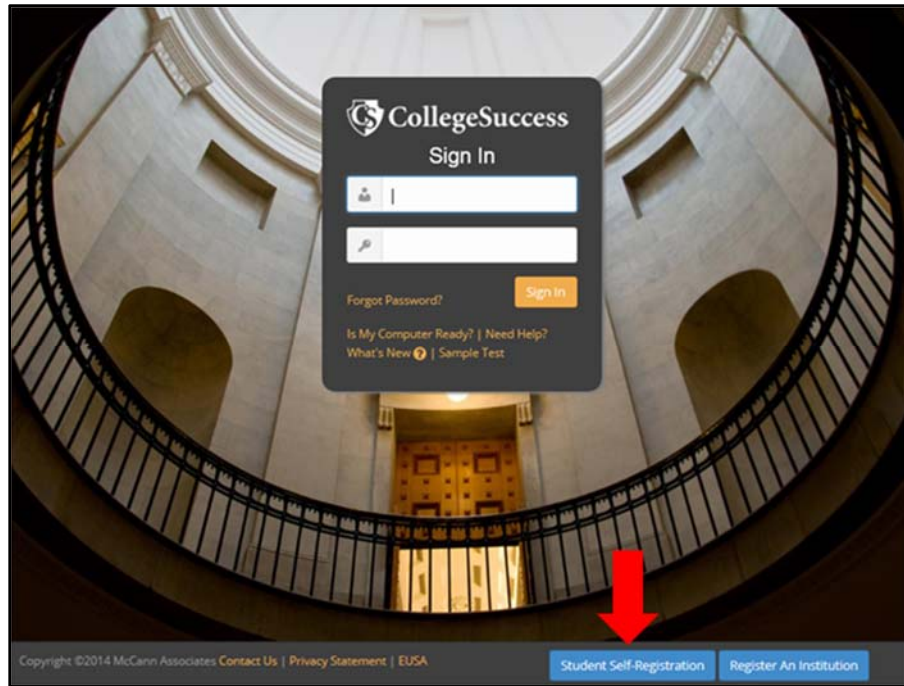 CS CollegeSuccess
Sign In
Forgot Password?
Sign In
Is My Computer Ready? | Need Help?
What's New ? | Sample Test
Copyright ©2014 McCann Associates Contact Us | Privacy Statement | EUSA
Student Self-Registration
Register An Institution